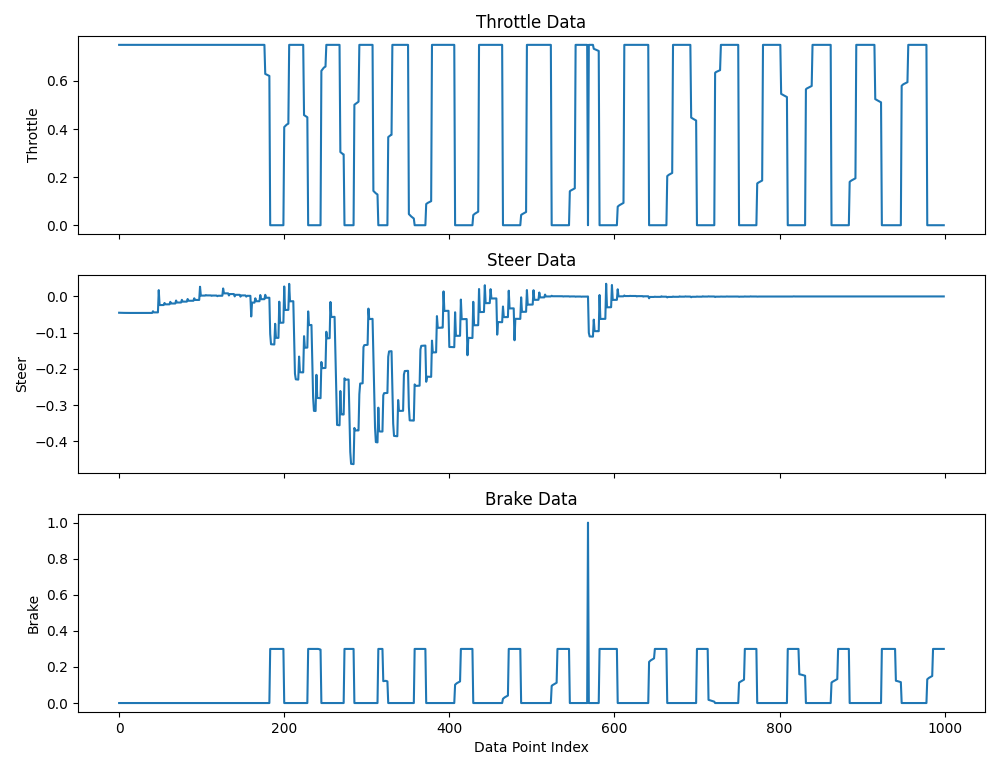 Throttle Data
0.6
0.4
0.2
0.0
Throttle
Steer Data
0.0
−0.1
−0.2
−0.3
−0.4
Steer
Brake Data
1.0
0.8
0.6
0.4
0.2
0.0
Brake
0 200 400 600 800 1000
Data Point Index